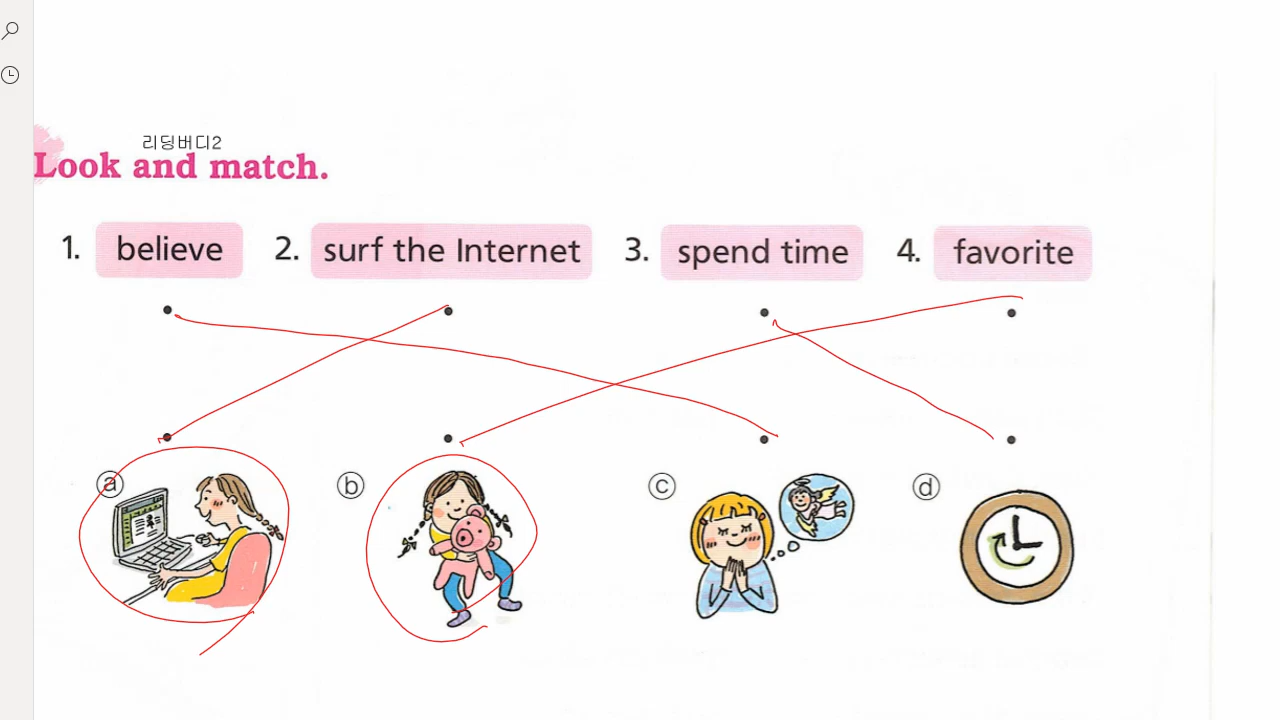 리딩버디2
Look and match.
1. believe 2. surf the Internet 3. spend time 4. favorite
ⓐ ⓑ ⓒ ⓓ